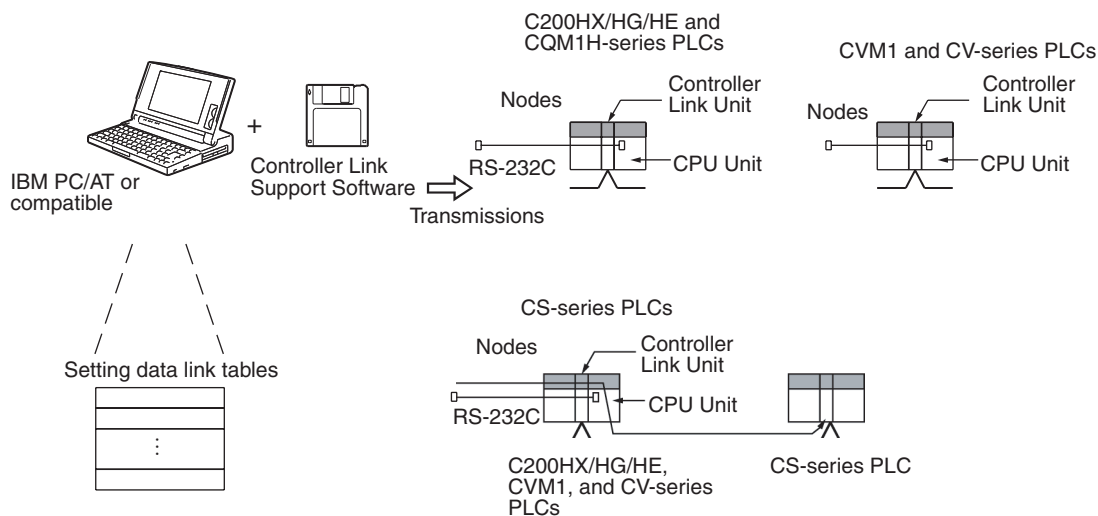 C200HX/HG/HE and
CQM1H-series PLCs
CVM1 and CV-series PLCs
Nodes
Controller
Link Unit
RS-232C
CPU Unit
Nodes
Controller
Link Unit
CPU Unit
+
IBM PC/AT or
compatible
Controller Link
Support Software
Transmissions
Setting data link tables
CS-series PLCs
Nodes
Controller
Link Unit
RS-232C
CPU Unit
C200HX/HG/HE,
CVM1, and CV-series
PLCs
CS-series PLC